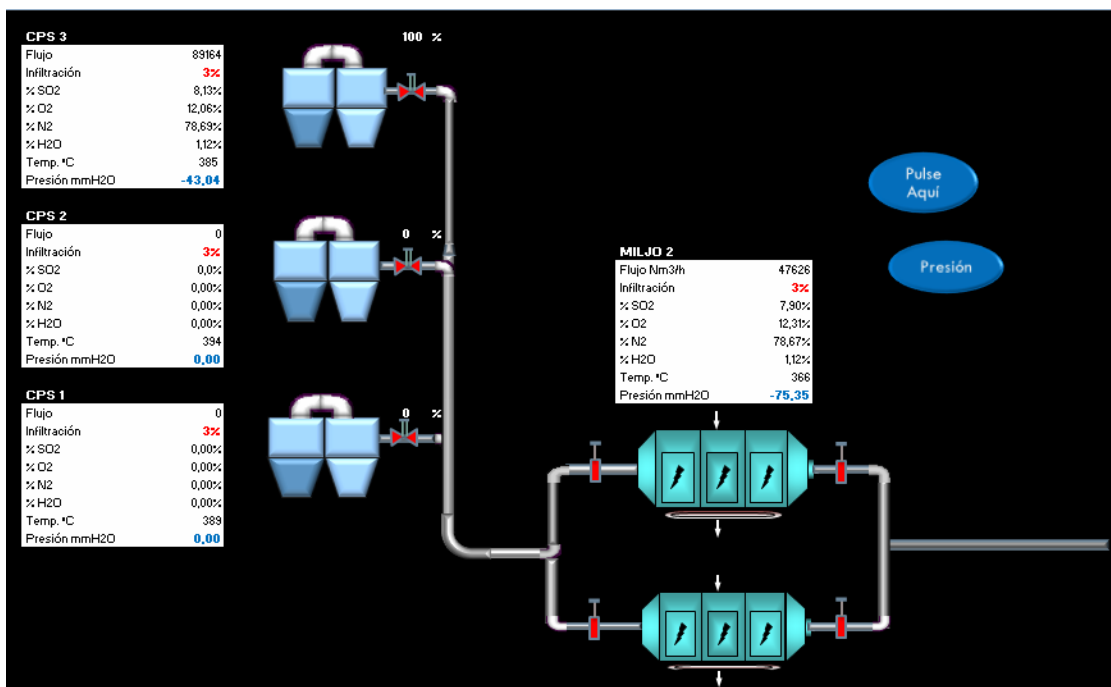 CPS 3
Flujo 89164
Infiltración 3%
% SO2 8,13%
% O2 12,06%
% N2 78,69%
% H2O 1,12%
Temp. ºC 385
Presión mmH2O -43,04
100 %
CPS 2
Flujo 0
Infiltración 3%
% SO2 0,0%
% O2 0,00%
% N2 0,00%
% H2O 0,00%
Temp. ºC 394
Presión mmH2O 0,00
0 %
CPS 1
Flujo 0
Infiltración 3%
% SO2 0,00%
% O2 0,00%
% N2 0,00%
% H2O 0,00%
Temp. ºC 389
Presión mmH2O 0,00
0 %
MILJO 2
Flujo Nm3/h 47626
Infiltración 3%
% SO2 7,90%
% O2 12,31%
% N2 78,67%
% H2O 1,12%
Temp. ºC 366
Presión mmH2O -75,35
Pulse
Aquí
Presión